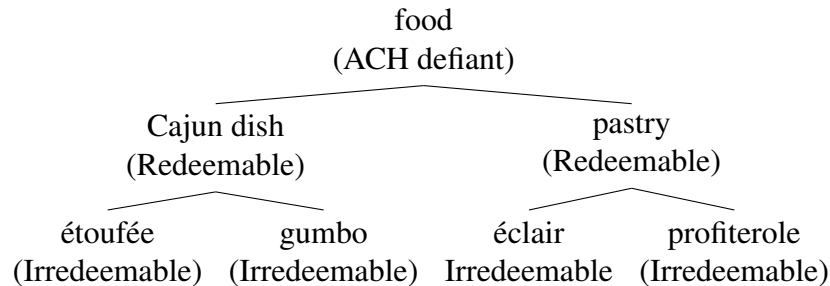 food
(ACH defiant)
Cajun dish
(Redeemable)
pastry
(Redeemable)
étoufée
(Irredeemable)
gumbo
(Irredeemable)
éclair
Irredeemable
profiterole
(Irredeemable)